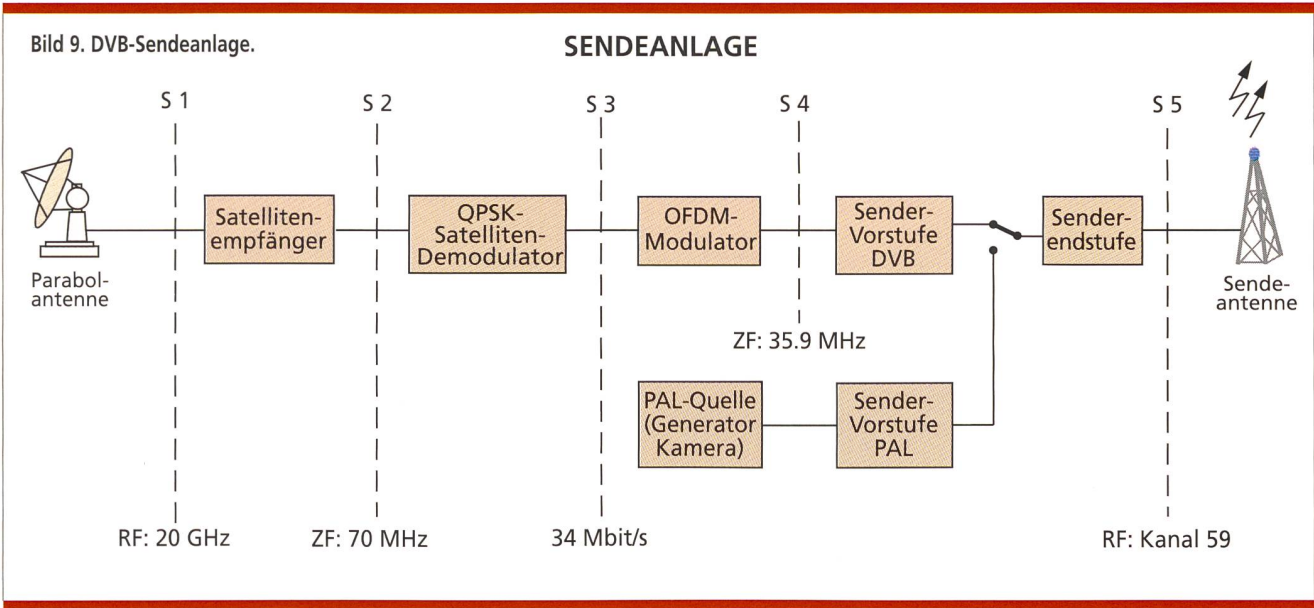 Bild 9. DVB-Sendeanlage.
SENDEANLAGE
S 1
S 2
S 3
S 4
S 5
Parabol-
antenne
Satelliten-
empfänger
QPSK-
Satelliten-
Demodulator
OFDM-
Modulator
Sender-
Vorstufe
DVB
Sender-
endstufe
Sende-
antenne
ZF: 35.9 MHz
PAL-Quelle
(Generator
Kamera)
Sender-
Vorstufe
PAL
RF: 20 GHz
ZF: 70 MHz
34 Mbit/s
RF: Kanal 59